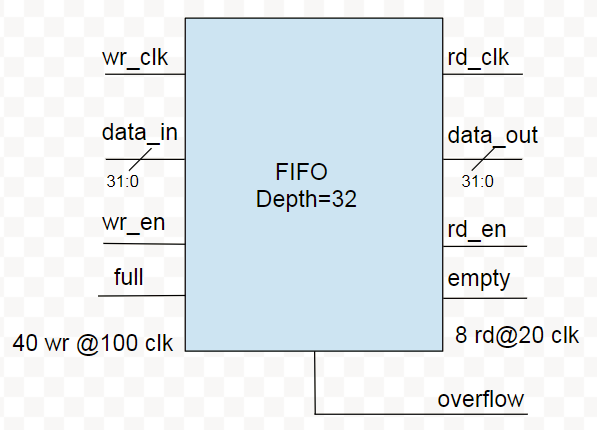 wr_clk
data_in
31:0
wr_en
full
40 wr @100 clk
FIFO
Depth=32
rd_clk
data_out
31:0
rd_en
empty
8 rd@20 clk
overflow